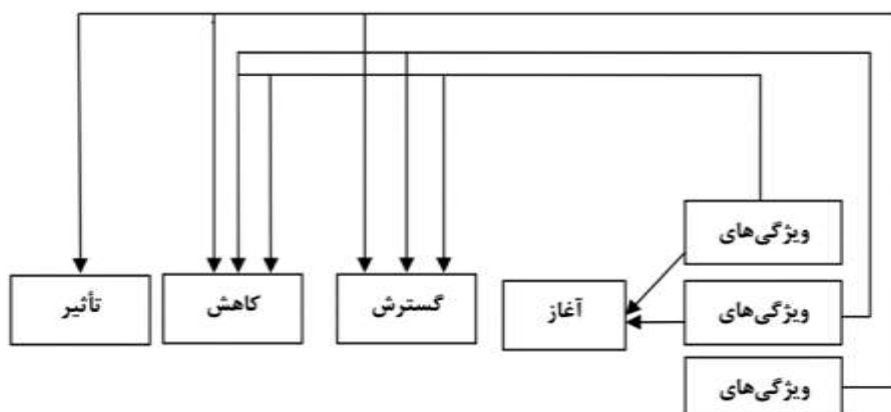 ویژگی‌های
ویژگی‌های
آغاز
گسترش
کاهش
تأثیر
ویژگی‌های